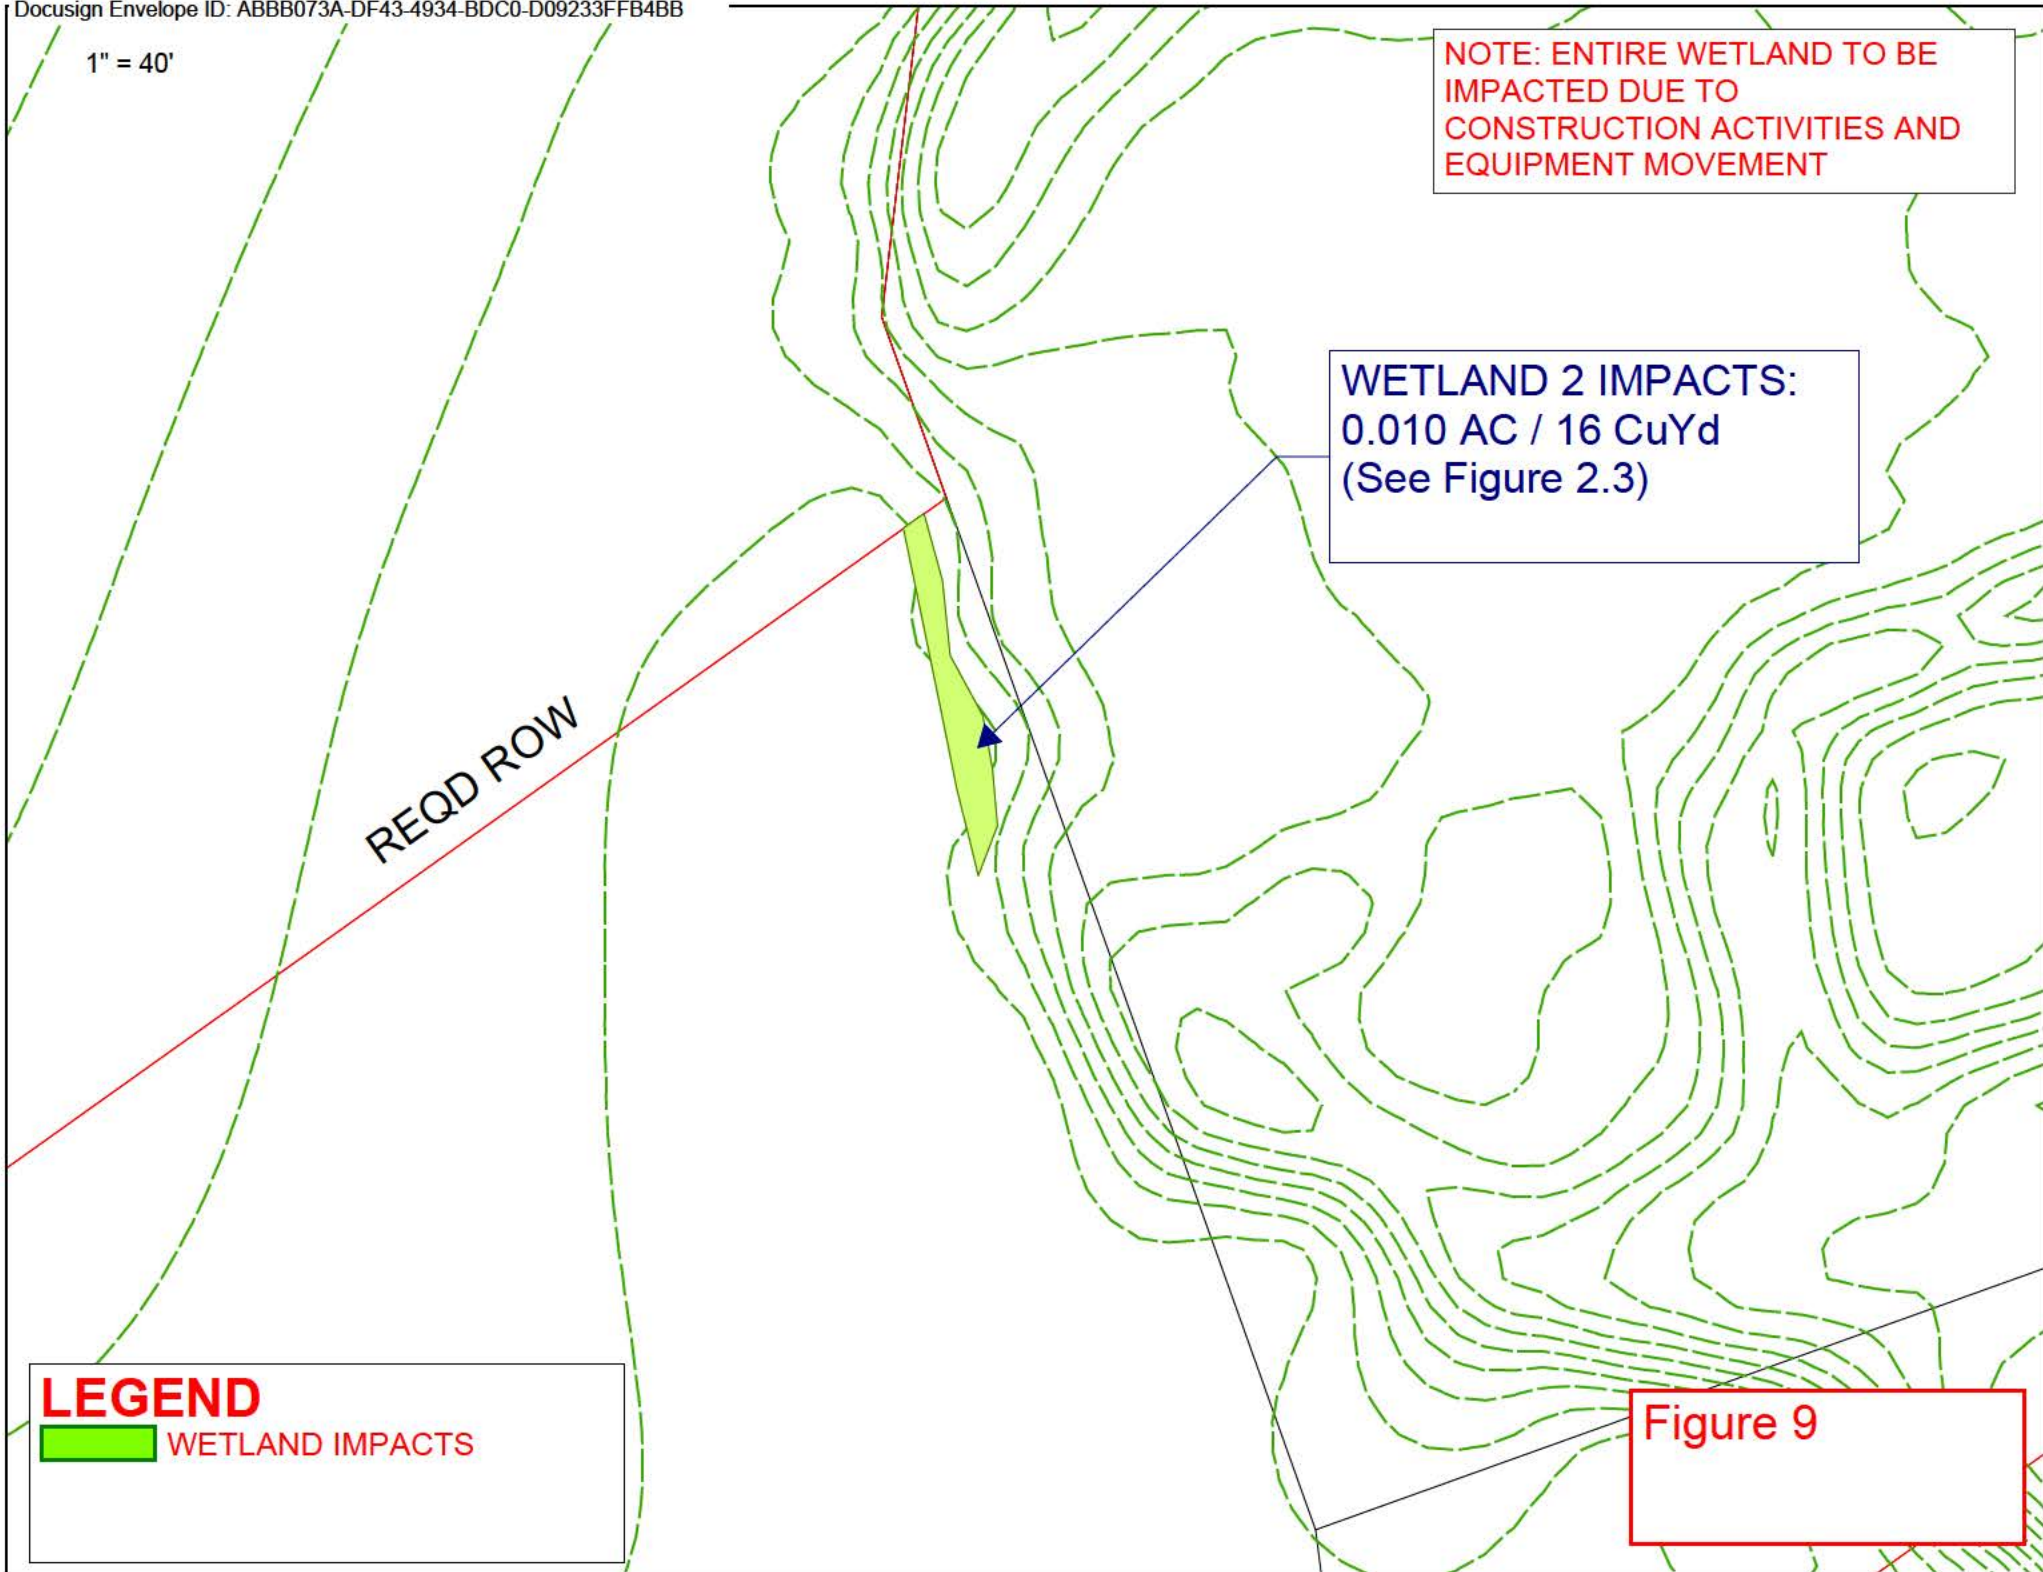 Docusign Envelope ID: ABBB073A-DF43-4934-BDC0-D09233FFB4BB
1" = 40'
NOTE: ENTIRE WETLAND TO BE
IMPACTED DUE TO
CONSTRUCTION ACTIVITIES AND
EQUIPMENT MOVEMENT
WETLAND 2 IMPACTS:
0.010 AC / 16 CuYd
(See Figure 2.3)
REQD ROW
LEGEND
WETLAND IMPACTS
Figure 9